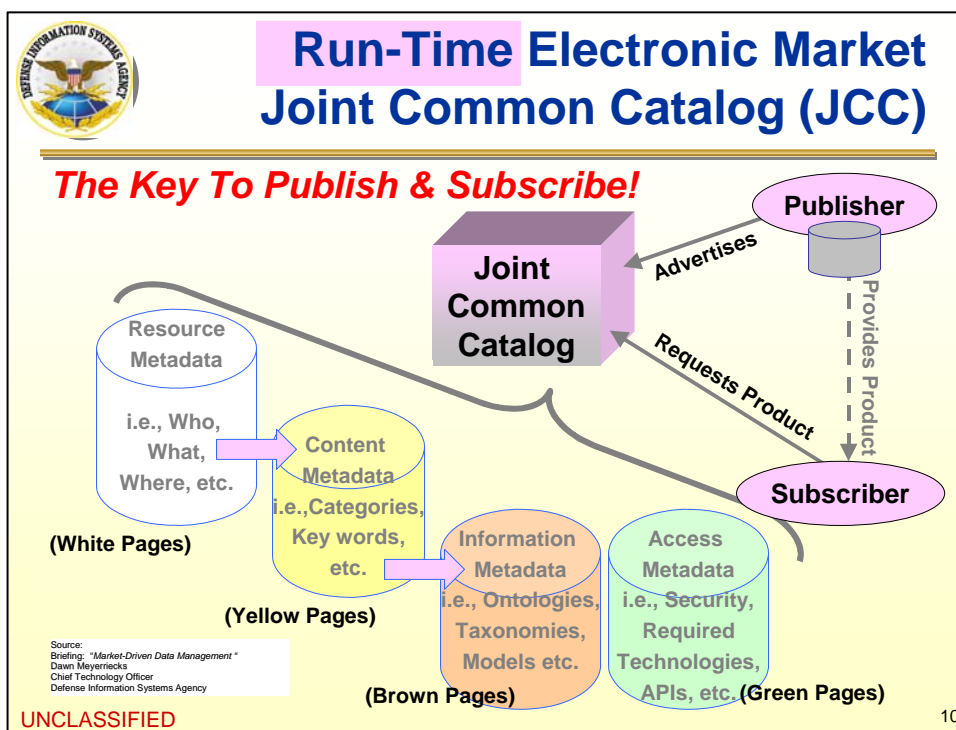 DEFENSE INFORMATION SYSTEMS AGENCY
Run-Time Electronic Market
Joint Common Catalog (JCC)
The Key To Publish & Subscribe!
Publisher
Advertises
Joint
Common
Catalog
Provides Product
Requests Product
Subscriber
Resource
Metadata
i.e., Who,
What,
Where, etc.
(White Pages)
Content
Metadata
i.e.,Categories,
Key words,
etc.
(Yellow Pages)
Information
Metadata
i.e., Ontologies,
Taxonomies,
Models etc.
(Brown Pages)
Access
Metadata
i.e., Security,
Required
Technologies,
APIs, etc.
(Green Pages)
Source:
Briefing: "Market-Driven Data Management "
Dawn Meyerriecks
Chief Technology Officer
Defense Information Systems Agency
UNCLASSIFIED
10